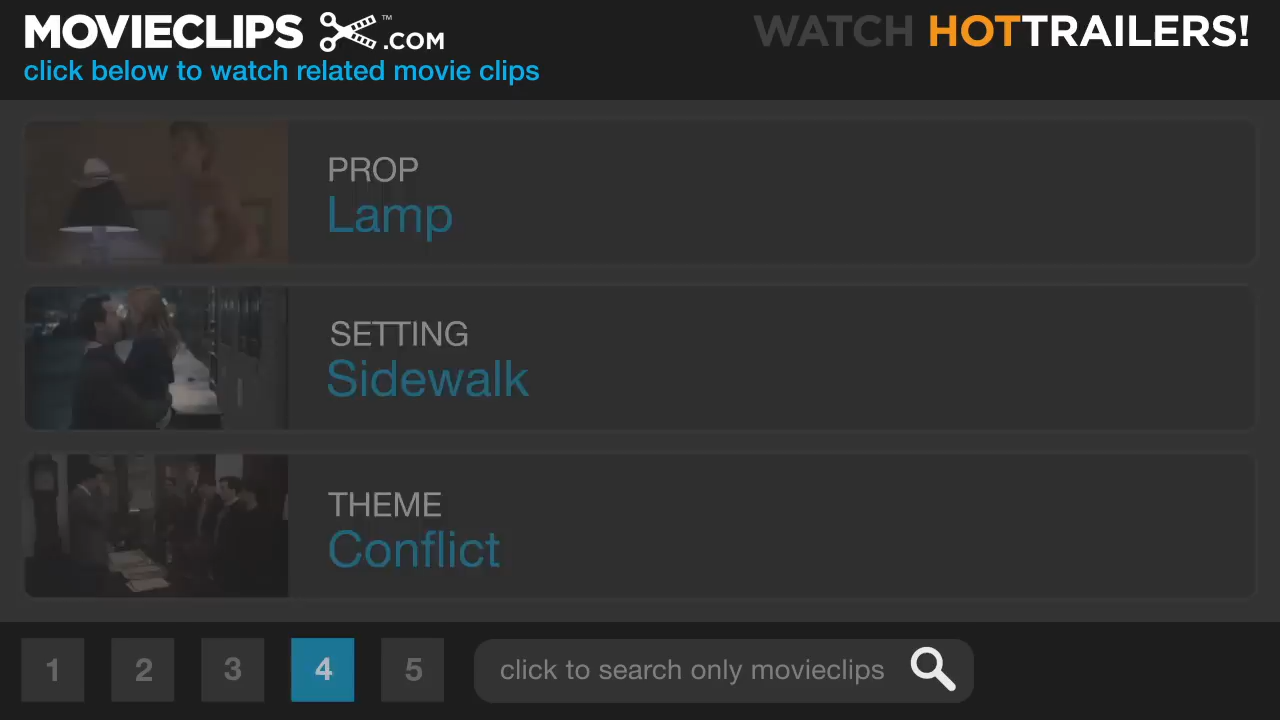 MOVIECLIPS™.COM
WATCH HOTTRAILERS!
click below to watch related movie clips
PROP
Lamp
SETTING
Sidewalk
THEME
Conflict
1 2 3 4 5
click to search only movieclips